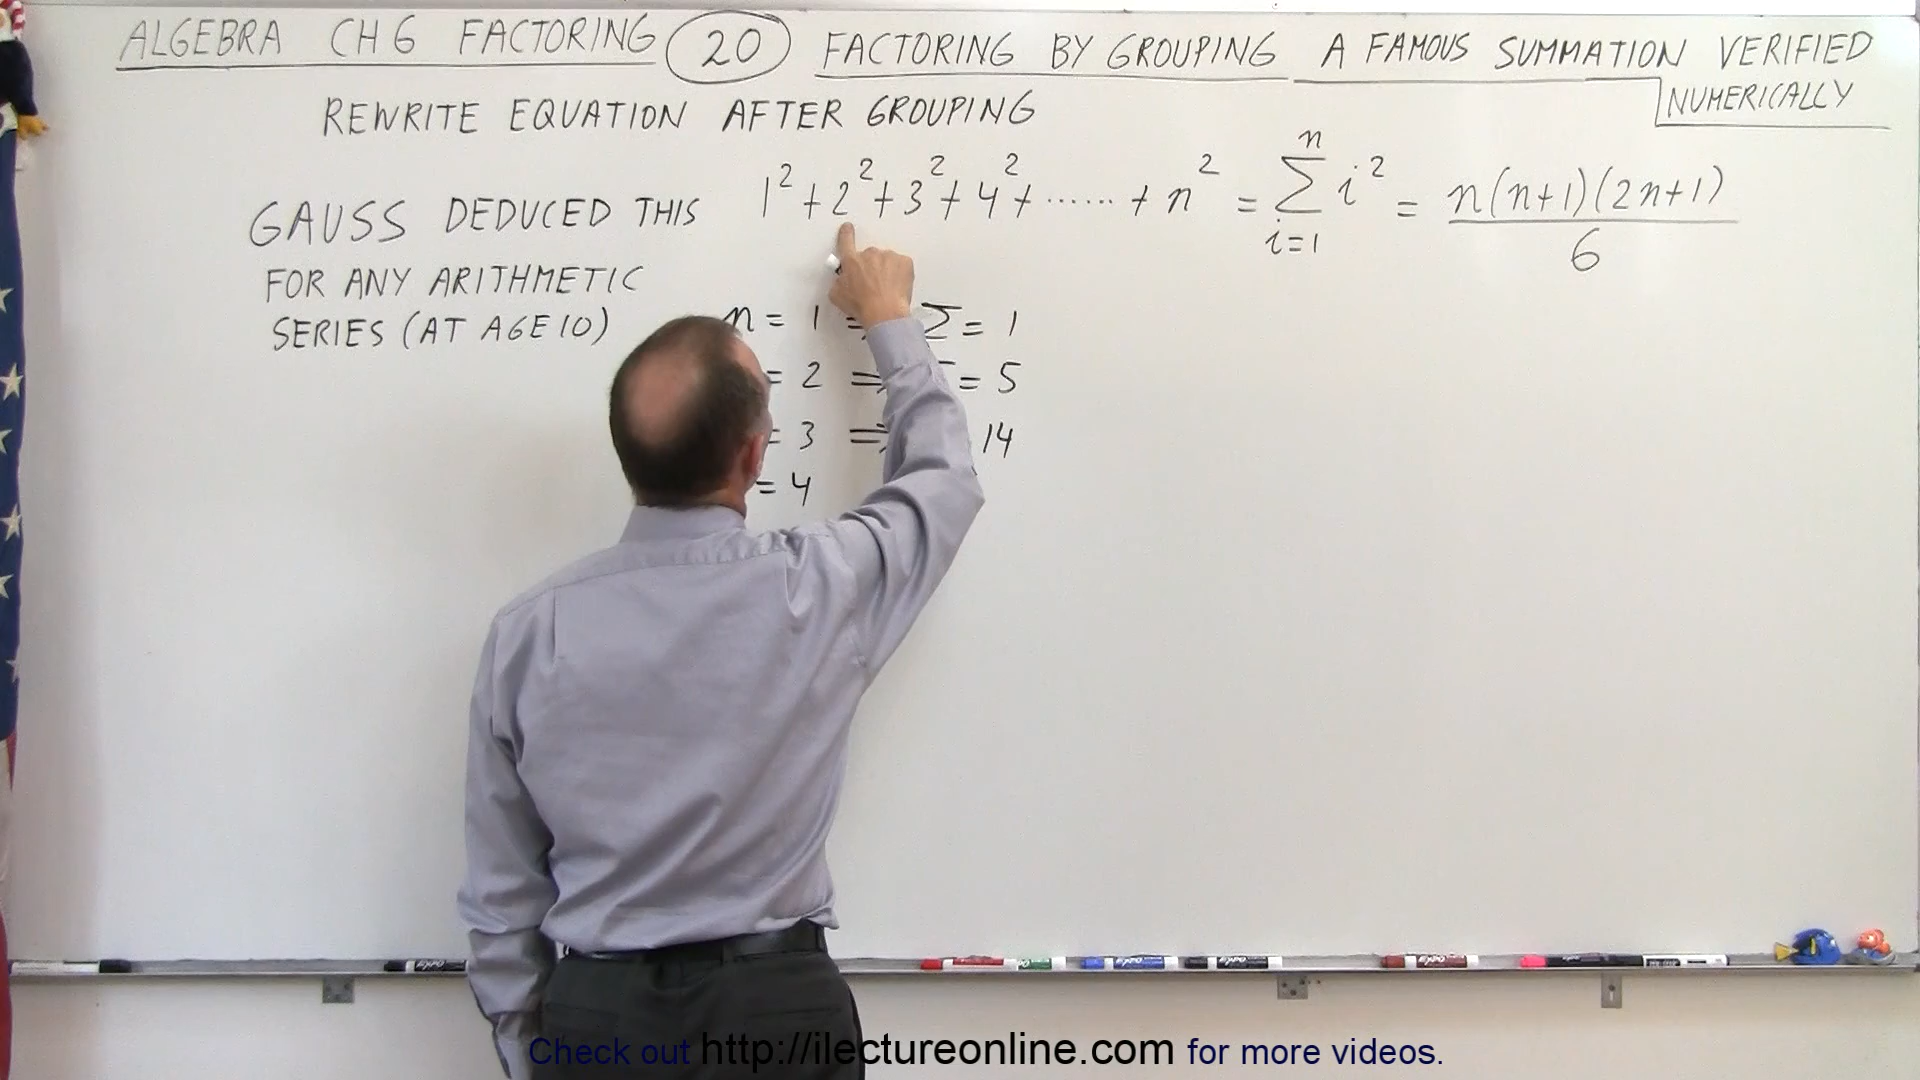 ALGEBRA CH 6 FACTORING 20 FACTORING BY GROUPING A FAMOUS SUMMATION VERIFIED
NUMERICALLY
REWRITE EQUATION AFTER GROUPING
GAUSS DEDUCED THIS 1² + 2² + 3² + 4² + ...... + n² = ∑ i=1 n i² = n(n+1)(2n+1) / 6
FOR ANY ARITHMETIC
SERIES (AT AGE 10)
n = 1 = ∑ = 1
= 2 ⇒ = 5
= 3 ⇒ 14
= 4
Check out http://ilectureonline.com for more videos.